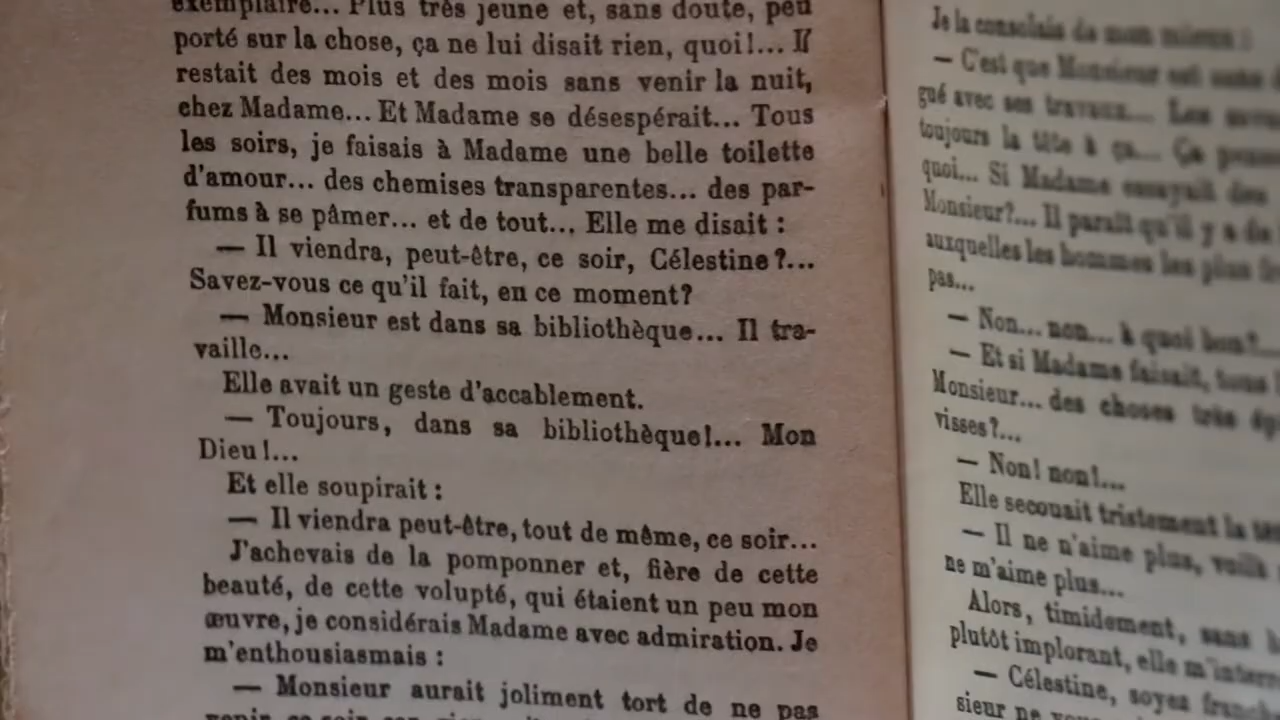 exemplaire... Plus très jeune et, sans doute, peu
porté sur la chose, ça ne lui disait rien, quoi!... Il
restait des mois et des mois sans venir la nuit,
chez Madame... Et Madame se désespérait... Tous
les soirs, je faisais à Madame une belle toilette
d'amour... des chemises transparentes... des par-
fums à se pâmer... et de tout... Elle me disait :
— Il viendra, peut-être, ce soir, Célestine?...
Savez-vous ce qu'il fait, en ce moment?
— Monsieur est dans sa bibliothèque... Il tra-
vaille...
Elle avait un geste d'accablement.
— Toujours, dans sa bibliothèque!... Mon
Dieu!...
Et elle soupirait :
— Il viendra peut-être, tout de même, ce soir...
J'achevais de la pomponner et, fière de cette
beauté, de cette volupté, qui étaient un peu mon
œuvre, je considérais Madame avec admiration. Je
m'enthousiasmais :
— Monsieur aurait joliment tort de ne pas
venir ce soir
Je la consolais de mon mieux :
— C'est que Monsieur est
gué avec ses travaux... Les
toujours la tête à ça... Ça
quoi... Si Madame essayait des
Monsieur?... Il paraît qu'il y a de
auxquelles les hommes les plus
pas...
— Non... non... à quoi bon?...
— Et si Madame faisait, tous
Monsieur... des choses très
visses?...
— Non! non!...
Elle secouait tristement la
— Il ne n'aime plus, voilà
ne m'aime plus...
Alors, timidement, sans
plutôt implorant, elle
— Célestine, soyez
sieur ne